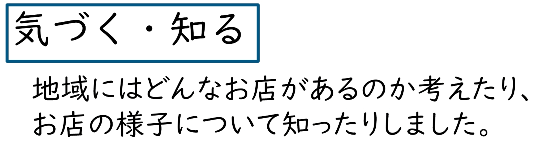 気づく・知る
地域にはどんなお店があるのか考えたり、
お店の様子について知ったりしました。